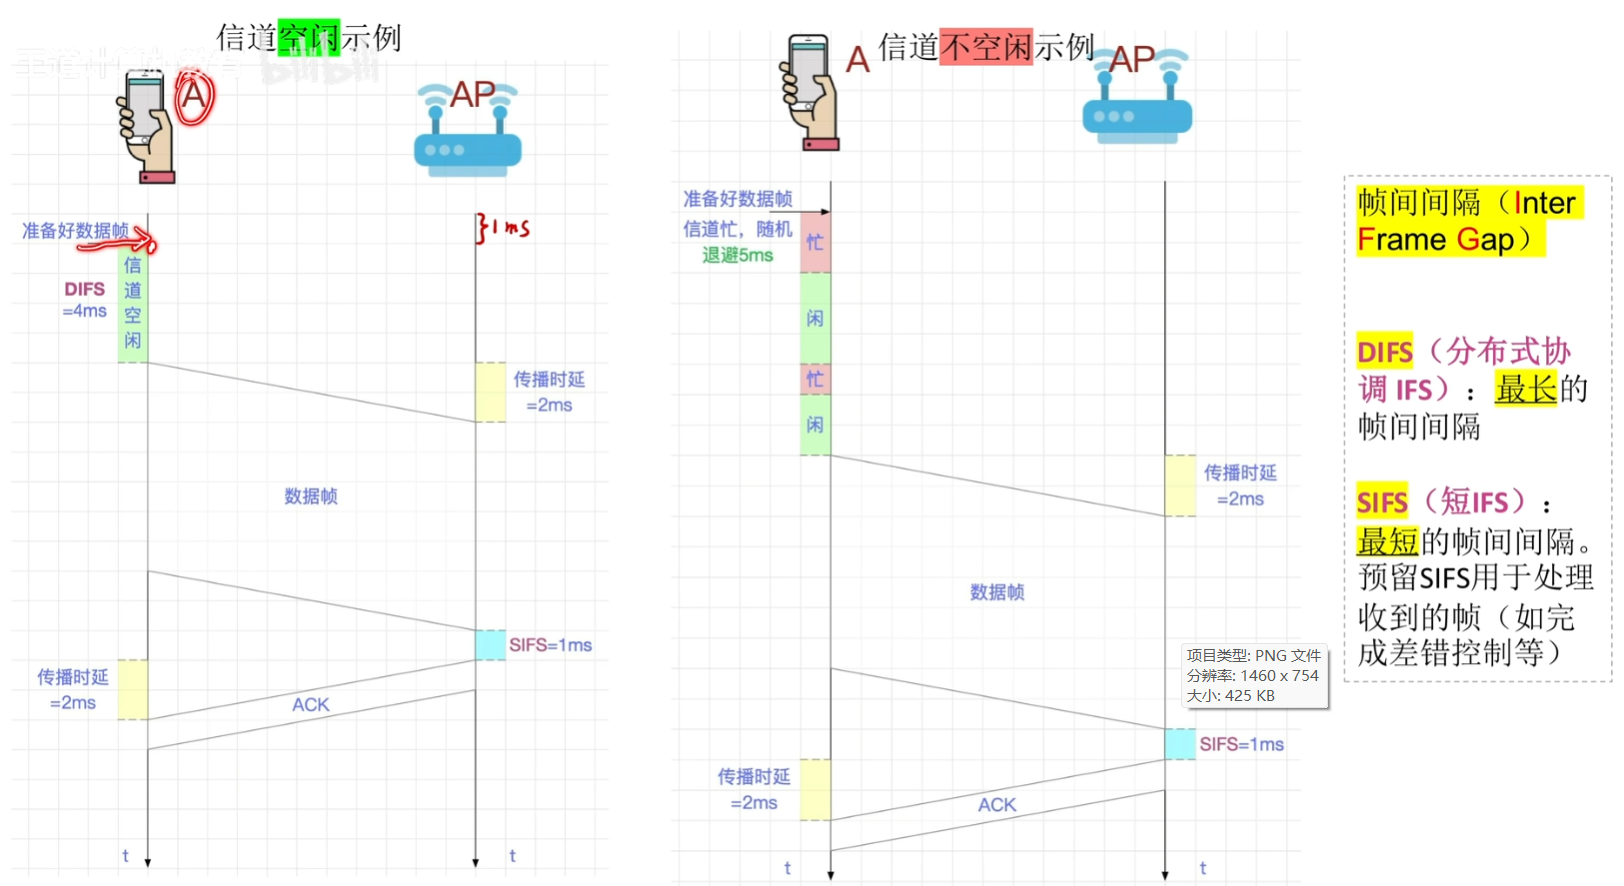 信道空闲示例
A
AP
准备好数据帧
}1ms
DIFS
=4ms
信
道
空
闲
传播时延
=2ms
数据帧
SIFS=1ms
传播时延
=2ms
ACK
t
t
信道不空闲示例
A
AP
准备好数据帧
信道忙，随机
退避5ms
忙
闲
忙
闲
传播时延
=2ms
数据帧
项目类型: PNG 文件
分辨率: 1460 x 754
大小: 425 KB
SIFS=1ms
传播时延
=2ms
ACK
t
t
帧间间隔（Inter
Frame Gap）
DIFS（分布式协
调 IFS）：最长的
帧间间隔
SIFS（短IFS）：
最短的帧间间隔。
预留SIFS用于处理
收到的帧（如完
成差错控制等）
bilibili